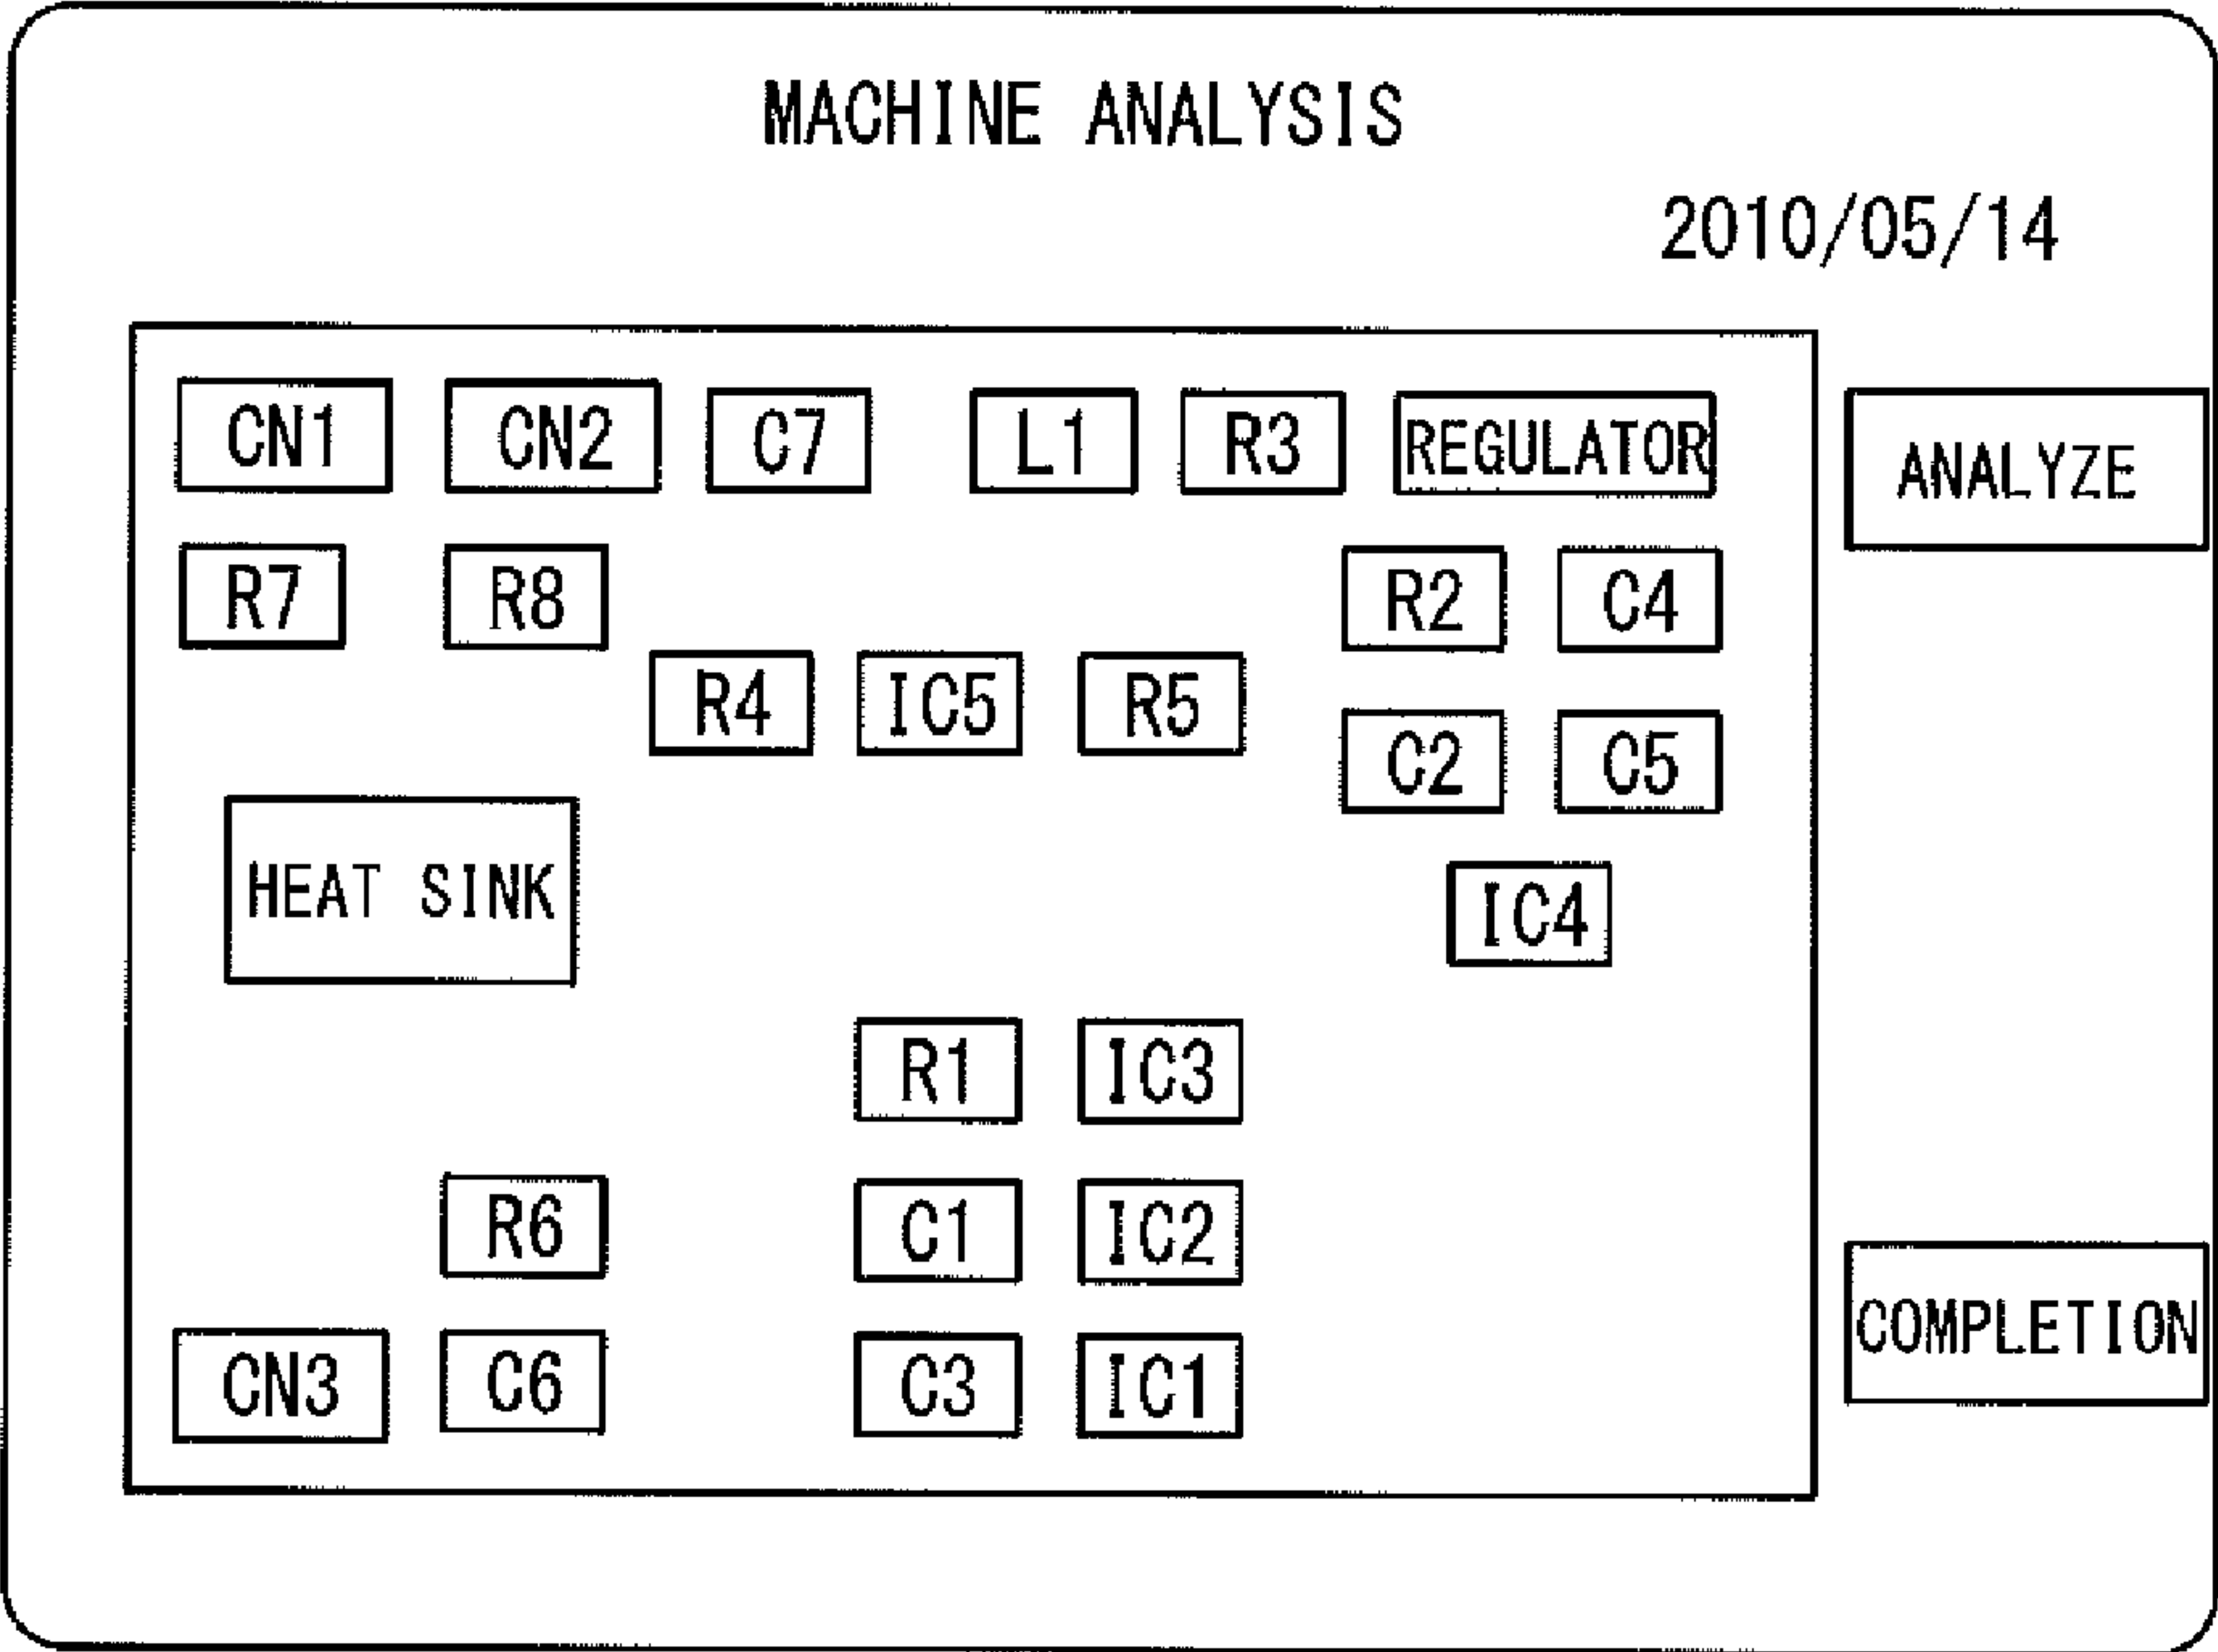 MACHINE ANALYSIS
2010/05/14
CN1 CN2 C7 L1 R3 REGULATOR
ANALYZE
R7 R8 R2 C4
R4 IC5 R5
C2 C5
HEAT SINK
IC4
R1 IC3
R6 C1 IC2
COMPLETION
CN3 C6 C3 IC1